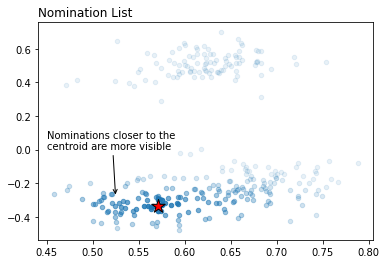 Nomination List
0.6
0.4
0.2
0.0
−0.2
−0.4
Nominations closer to the
centroid are more visible
0.45 0.50 0.55 0.60 0.65 0.70 0.75 0.80